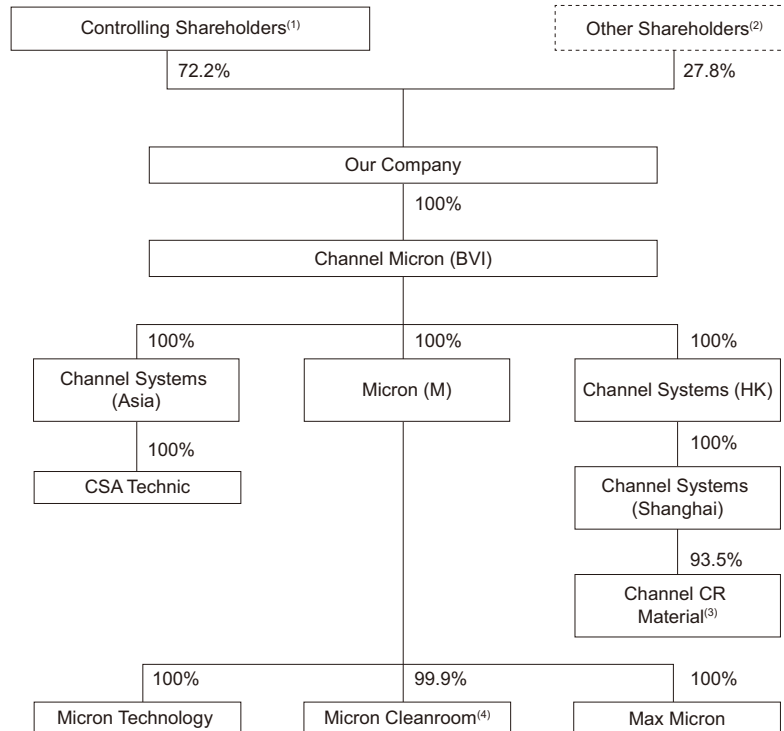 Controlling Shareholders(1)
Other Shareholders(2)
72.2%
27.8%
Our Company
100%
Channel Micron (BVI)
100%
100%
100%
Channel Systems
(Asia)
Micron (M)
Channel Systems (HK)
100%
100%
CSA Technic
Channel Systems
(Shanghai)
93.5%
Channel CR
Material(3)
100%
99.9%
100%
Micron Technology
Micron Cleanroom(4)
Max Micron